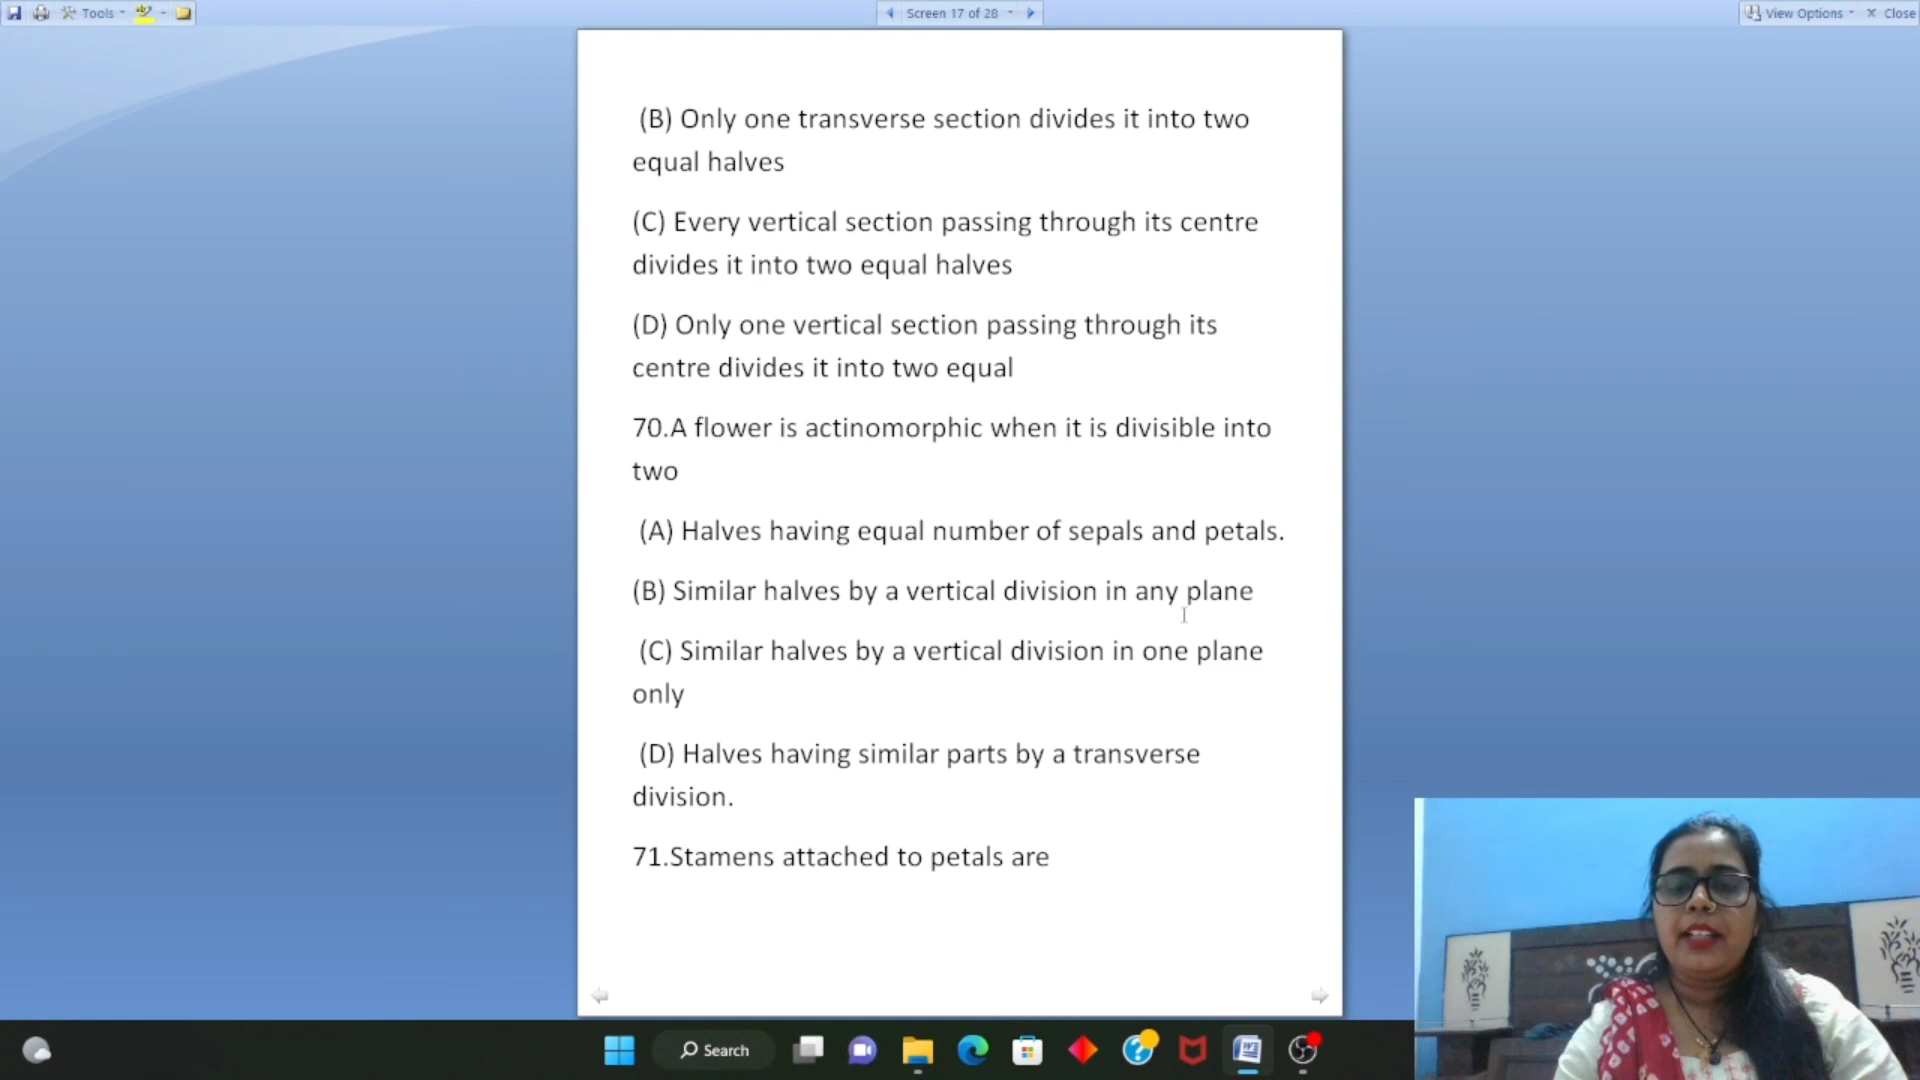 Tools
Screen 17 of 28
View Options
Close
(B) Only one transverse section divides it into two
equal halves
(C) Every vertical section passing through its centre
divides it into two equal halves
(D) Only one vertical section passing through its
centre divides it into two equal
70.A flower is actinomorphic when it is divisible into
two
(A) Halves having equal number of sepals and petals.
(B) Similar halves by a vertical division in any plane
(C) Similar halves by a vertical division in one plane
only
(D) Halves having similar parts by a transverse
division.
71.Stamens attached to petals are
Search